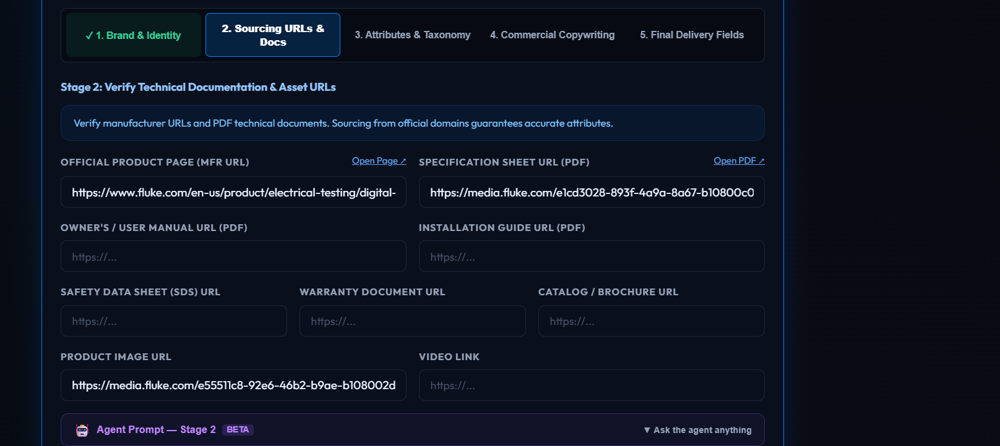 ✓ 1. Brand & Identity
2. Sourcing URLs &
Docs
3. Attributes & Taxonomy
4. Commercial Copywriting
5. Final Delivery Fields
Stage 2: Verify Technical Documentation & Asset URLs
Verify manufacturer URLs and PDF technical documents. Sourcing from official domains guarantees accurate attributes.
OFFICIAL PRODUCT PAGE (MFR URL)
Open Page ↗
SPECIFICATION SHEET URL (PDF)
Open PDF ↗
https://www.fluke.com/en-us/product/electrical-testing/digital-
https://media.fluke.com/e1cd3028-893f-4a9a-8a67-b10800c0
OWNER'S / USER MANUAL URL (PDF)
INSTALLATION GUIDE URL (PDF)
https://...
https://...
SAFETY DATA SHEET (SDS) URL
WARRANTY DOCUMENT URL
CATALOG / BROCHURE URL
https://...
https://...
https://...
PRODUCT IMAGE URL
VIDEO LINK
https://media.fluke.com/e55511c8-92e6-46b2-b9ae-b108002d
https://...
Agent Prompt — Stage 2 BETA
▼ Ask the agent anything